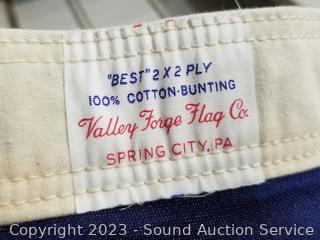 "BEST" 2 X 2 PLY
100% COTTON-BUNTING
Valley Forge Flag Co.
SPRING CITY, PA.
Copyright 2023 - Sound Auction Service